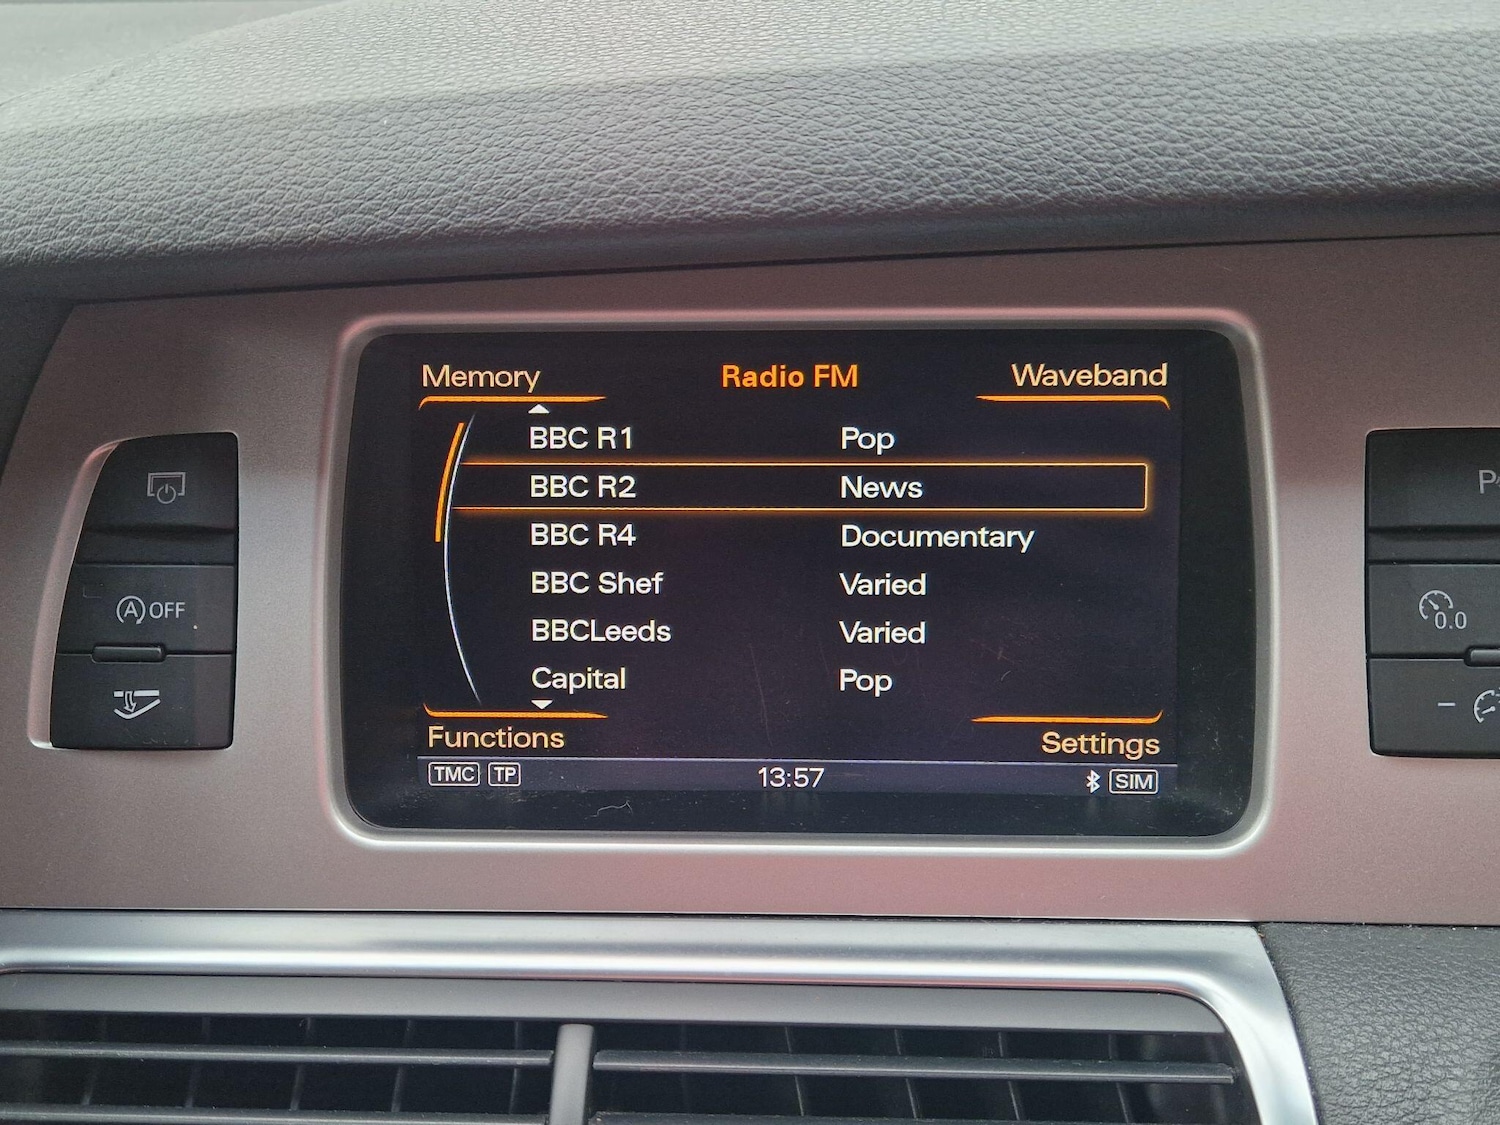 Memory Radio FM Waveband
BBC R1 Pop
BBC R2 News
BBC R4 Documentary
BBC Shef Varied
BBCLeeds Varied
Capital Pop
Functions Settings
TMC TP 13:57 SIM
A OFF
0.0